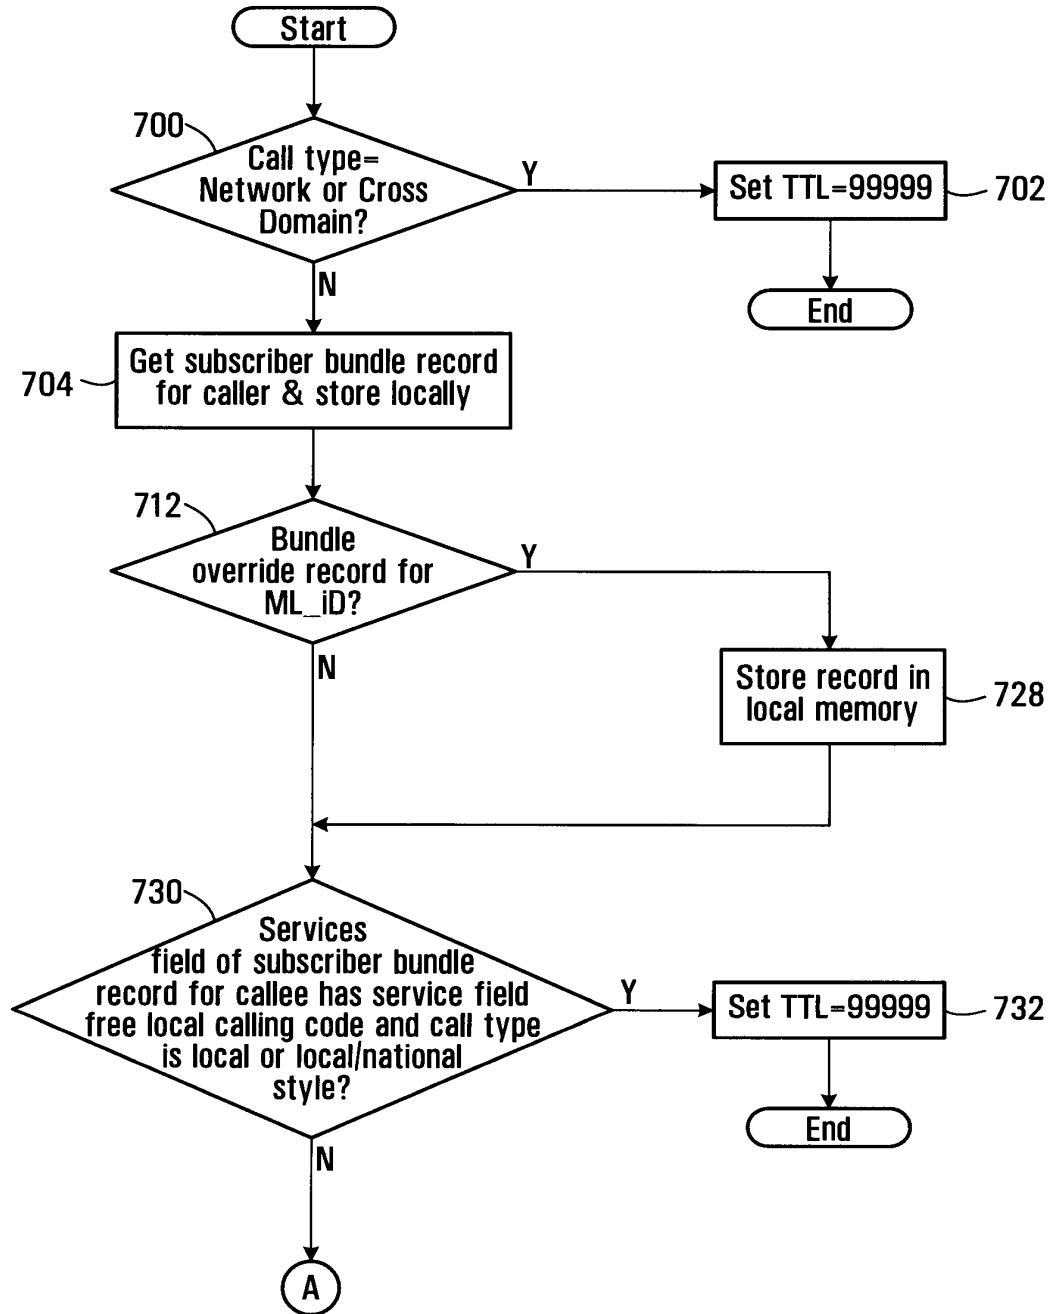 Start
700
Call type=
Network or Cross
Domain?
Y
Set TTL=99999
702
End
N
704
Get subscriber bundle record
for caller & store locally
712
Bundle
override record for
ML_iD?
Y
N
Store record in
local memory
728
730
Services
field of subscriber bundle
record for callee has service field
free local calling code and call type
is local or local/national
style?
Y
Set TTL=99999
732
End
N
A